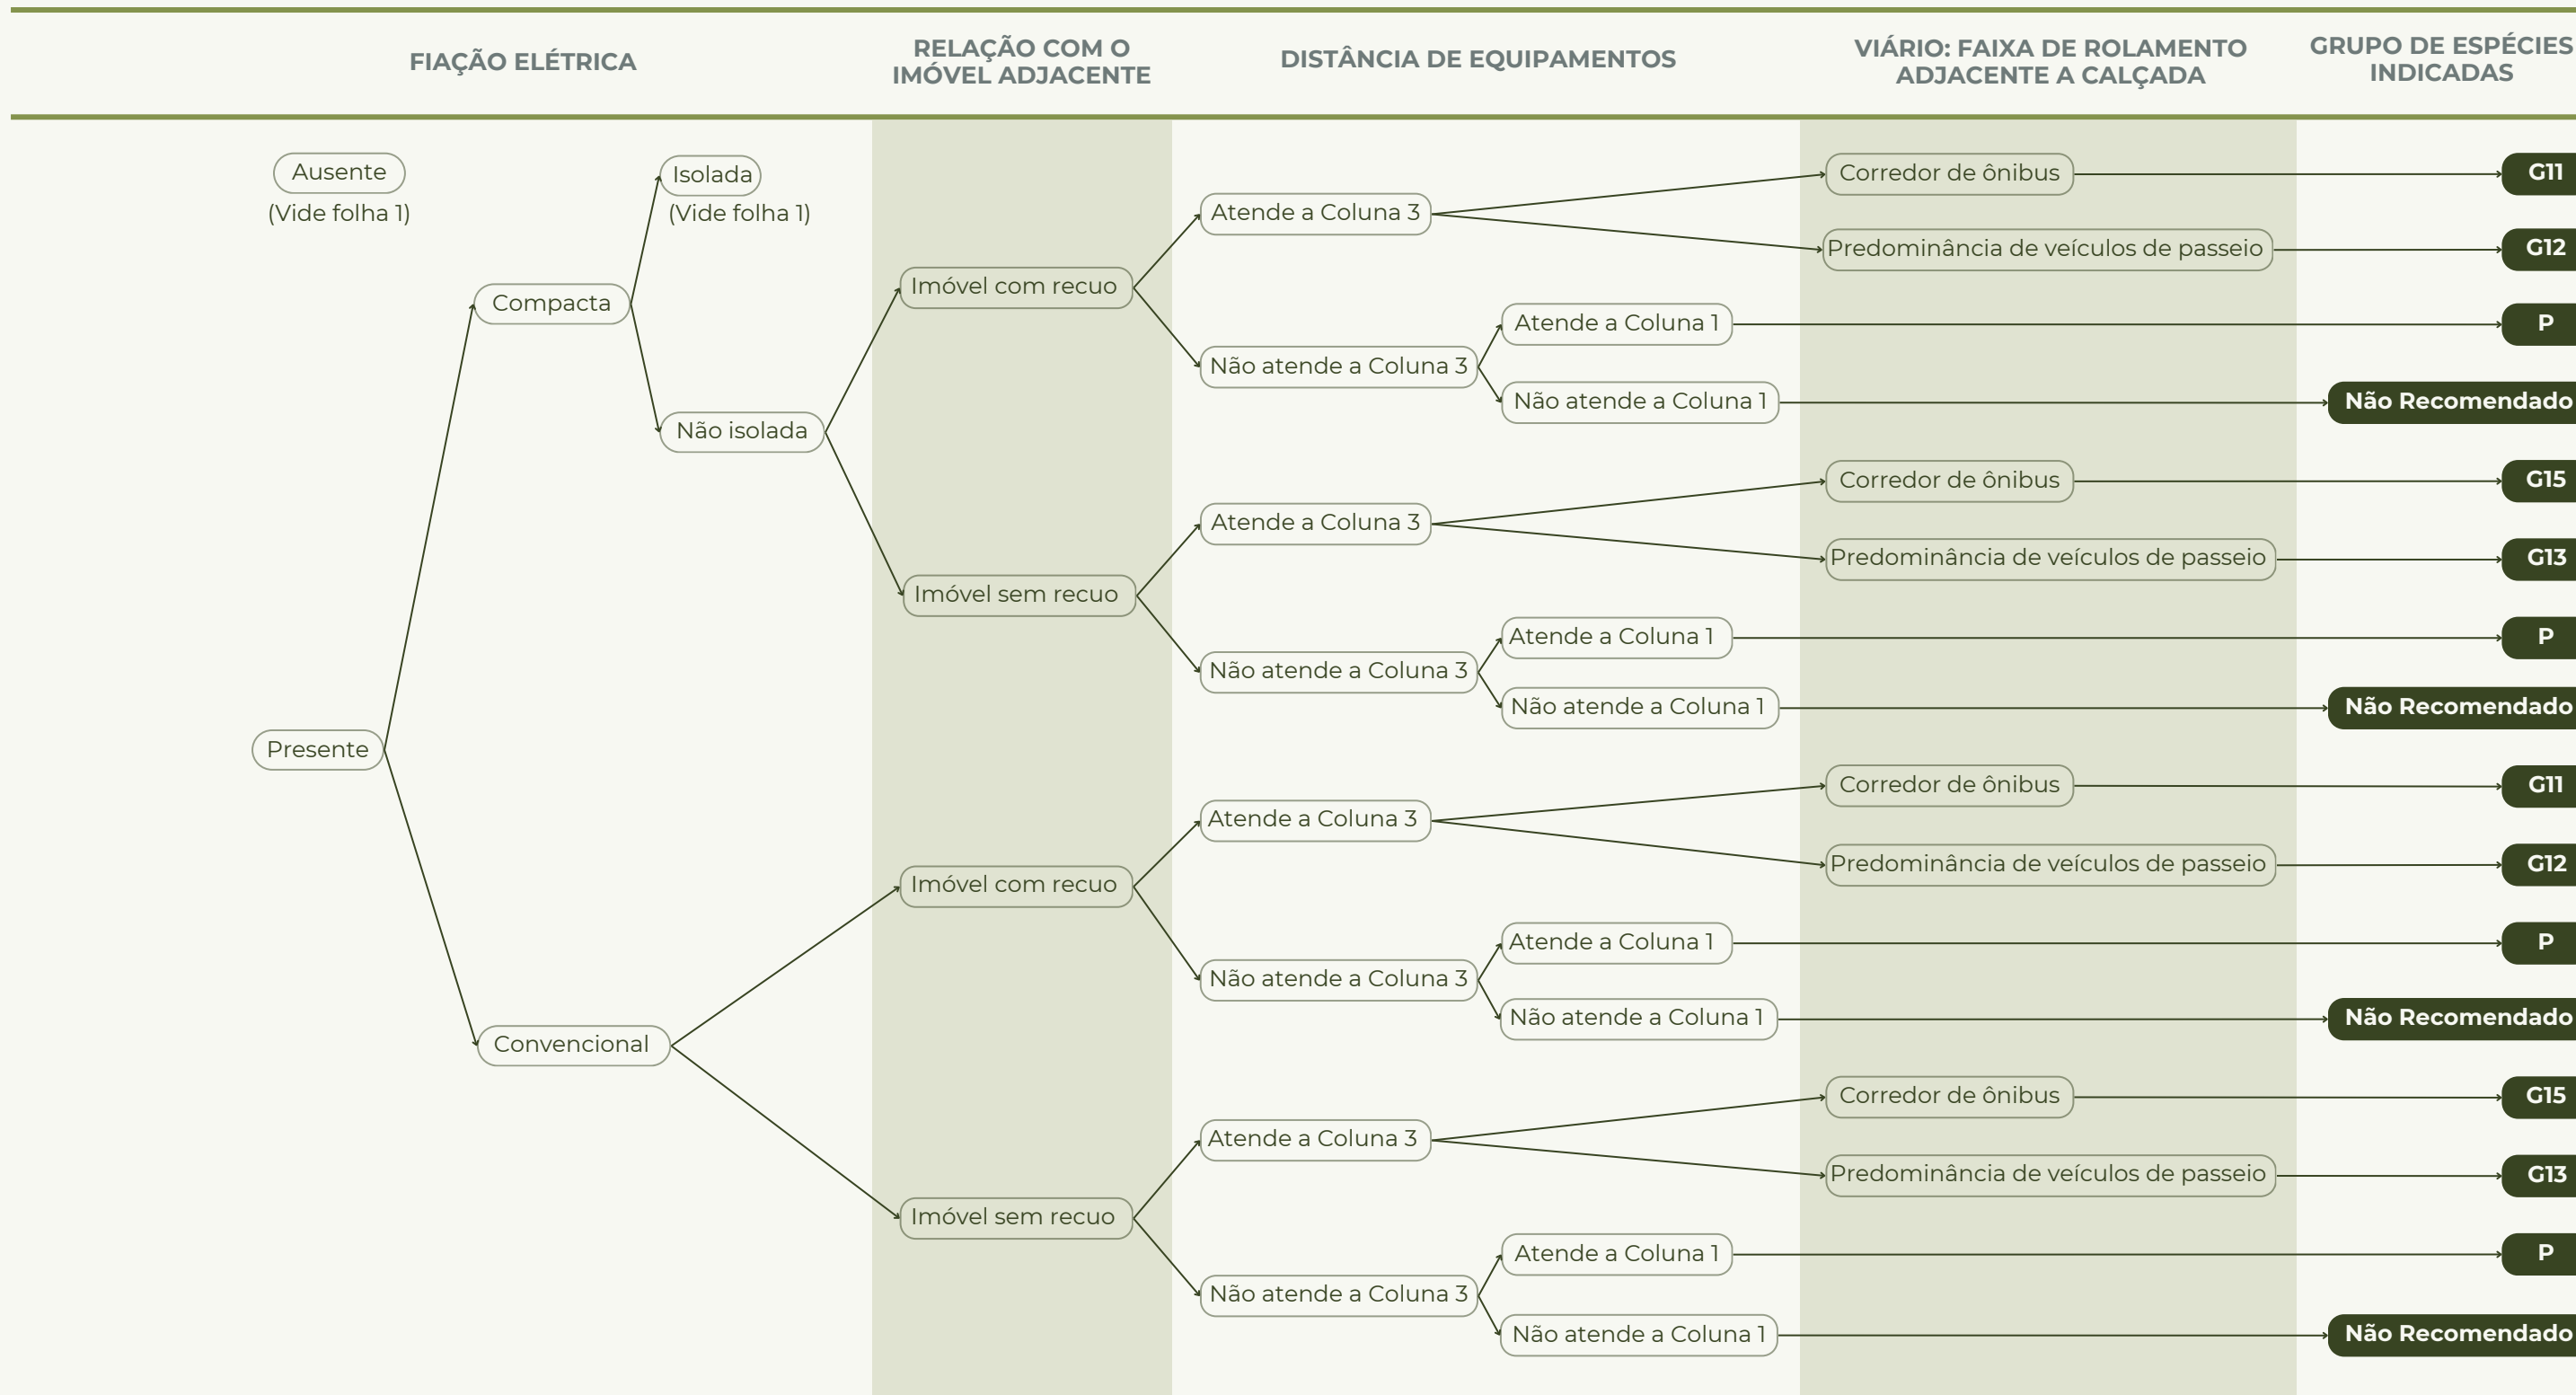 FIAÇÃO ELÉTRICA
RELAÇÃO COM O
IMÓVEL ADJACENTE
DISTÂNCIA DE EQUIPAMENTOS
VIÁRIO: FAIXA DE ROLAMENTO
ADJACENTE A CALÇADA
GRUPO DE ESPÉCIES
INDICADAS
Ausente
(Vide folha 1)
Isolada
(Vide folha 1)
Compacta
Não isolada
Presente
Convencional
Imóvel com recuo
Atende a Coluna 3
Corredor de ônibus
G11
Predominância de veículos de passeio
G12
Não atende a Coluna 3
Atende a Coluna 1
P
Não atende a Coluna 1
Não Recomendado
Imóvel sem recuo
Atende a Coluna 3
Corredor de ônibus
G15
Predominância de veículos de passeio
G13
Não atende a Coluna 3
Atende a Coluna 1
P
Não atende a Coluna 1
Não Recomendado
Imóvel com recuo
Atende a Coluna 3
Corredor de ônibus
G11
Predominância de veículos de passeio
G12
Não atende a Coluna 3
Atende a Coluna 1
P
Não atende a Coluna 1
Não Recomendado
Imóvel sem recuo
Atende a Coluna 3
Corredor de ônibus
G15
Predominância de veículos de passeio
G13
Não atende a Coluna 3
Atende a Coluna 1
P
Não atende a Coluna 1
Não Recomendado